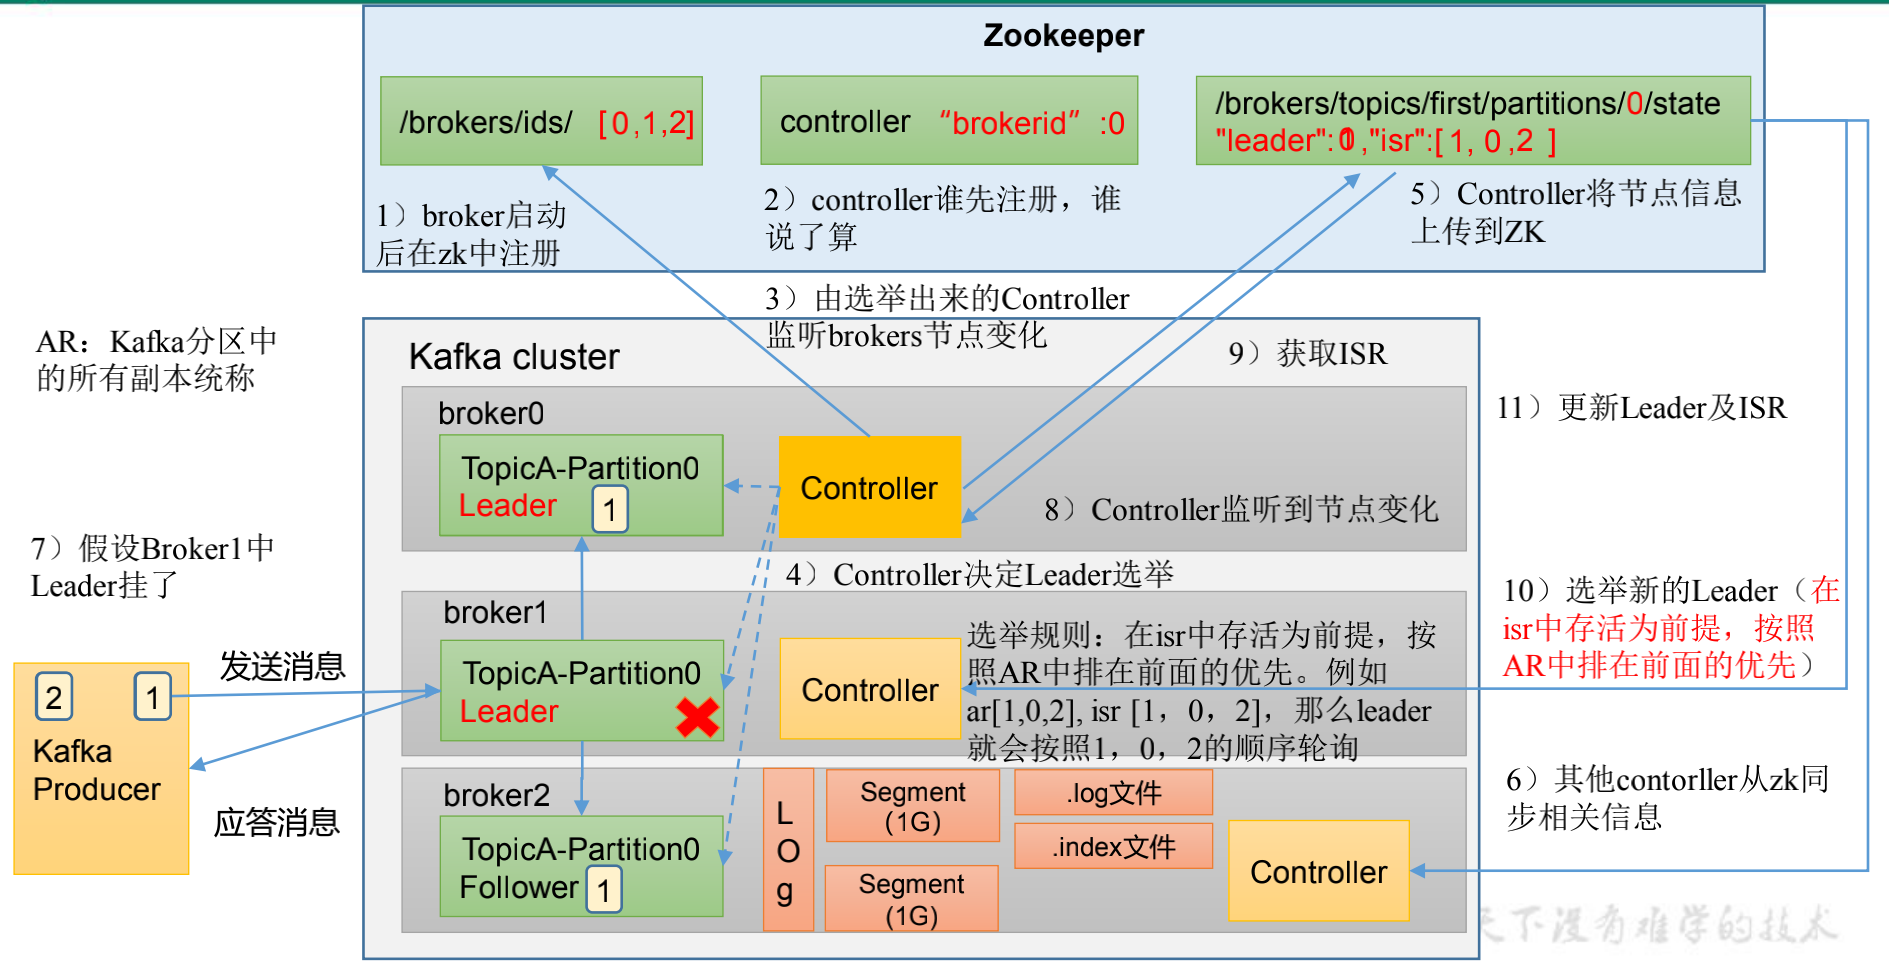 Zookeeper
/brokers/ids/ [0,1,2]
controller “brokerid” :0
/brokers/topics/first/partitions/0/state
"leader": ,"isr":[ 1, 0 ,2 ]
1）broker启动
后在zk中注册
2）controller谁先注册，谁
说了算
5）Controller将节点信息
上传到ZK
3）由选举出来的Controller
监听brokers节点变化
AR：Kafka分区中
的所有副本统称
Kafka cluster
9）获取ISR
11）更新Leader及ISR
broker0
TopicA-Partition0
Leader 1
Controller
8）Controller监听到节点变化
7）假设Broker1中
Leader挂了
4）Controller决定Leader选举
10）选举新的Leader（在
isr中存活为前提，按照
AR中排在前面的优先）
broker1
TopicA-Partition0
Leader
Controller
选举规则：在isr中存活为前提，按
照AR中排在前面的优先。例如
ar[1,0,2], isr [1，0，2]，那么leader
就会按照1，0，2的顺序轮询
发送消息
2 1
Kafka
Producer
应答消息
broker2
TopicA-Partition0
Follower 1
L
O
g
Segment
(1G)
Segment
(1G)
.log文件
.index文件
Controller
6）其他contorller从zk同
步相关信息
天下没有难学的技术